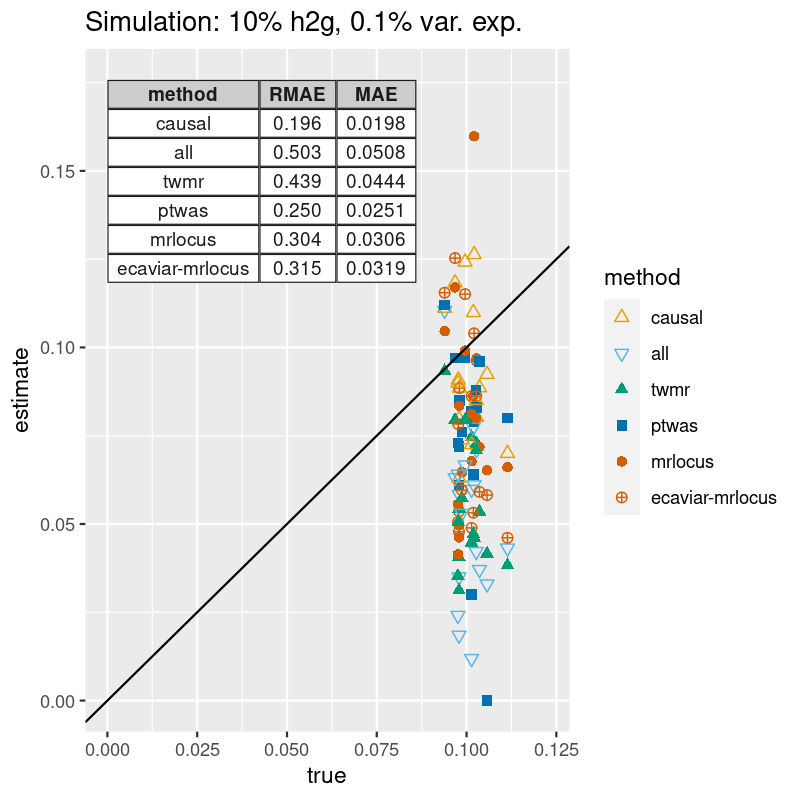 Simulation: 10% h2g, 0.1% var. exp.
method RMAE MAE
causal 0.196 0.0198
all 0.503 0.0508
twmr 0.439 0.0444
ptwas 0.250 0.0251
mrlocus 0.304 0.0306
ecaviar-mrlocus 0.315 0.0319
0.15
0.10
0.05
0.00
estimate
0.000 0.025 0.050 0.075 0.100 0.125
true
method
causal
all
twmr
ptwas
mrlocus
ecaviar-mrlocus